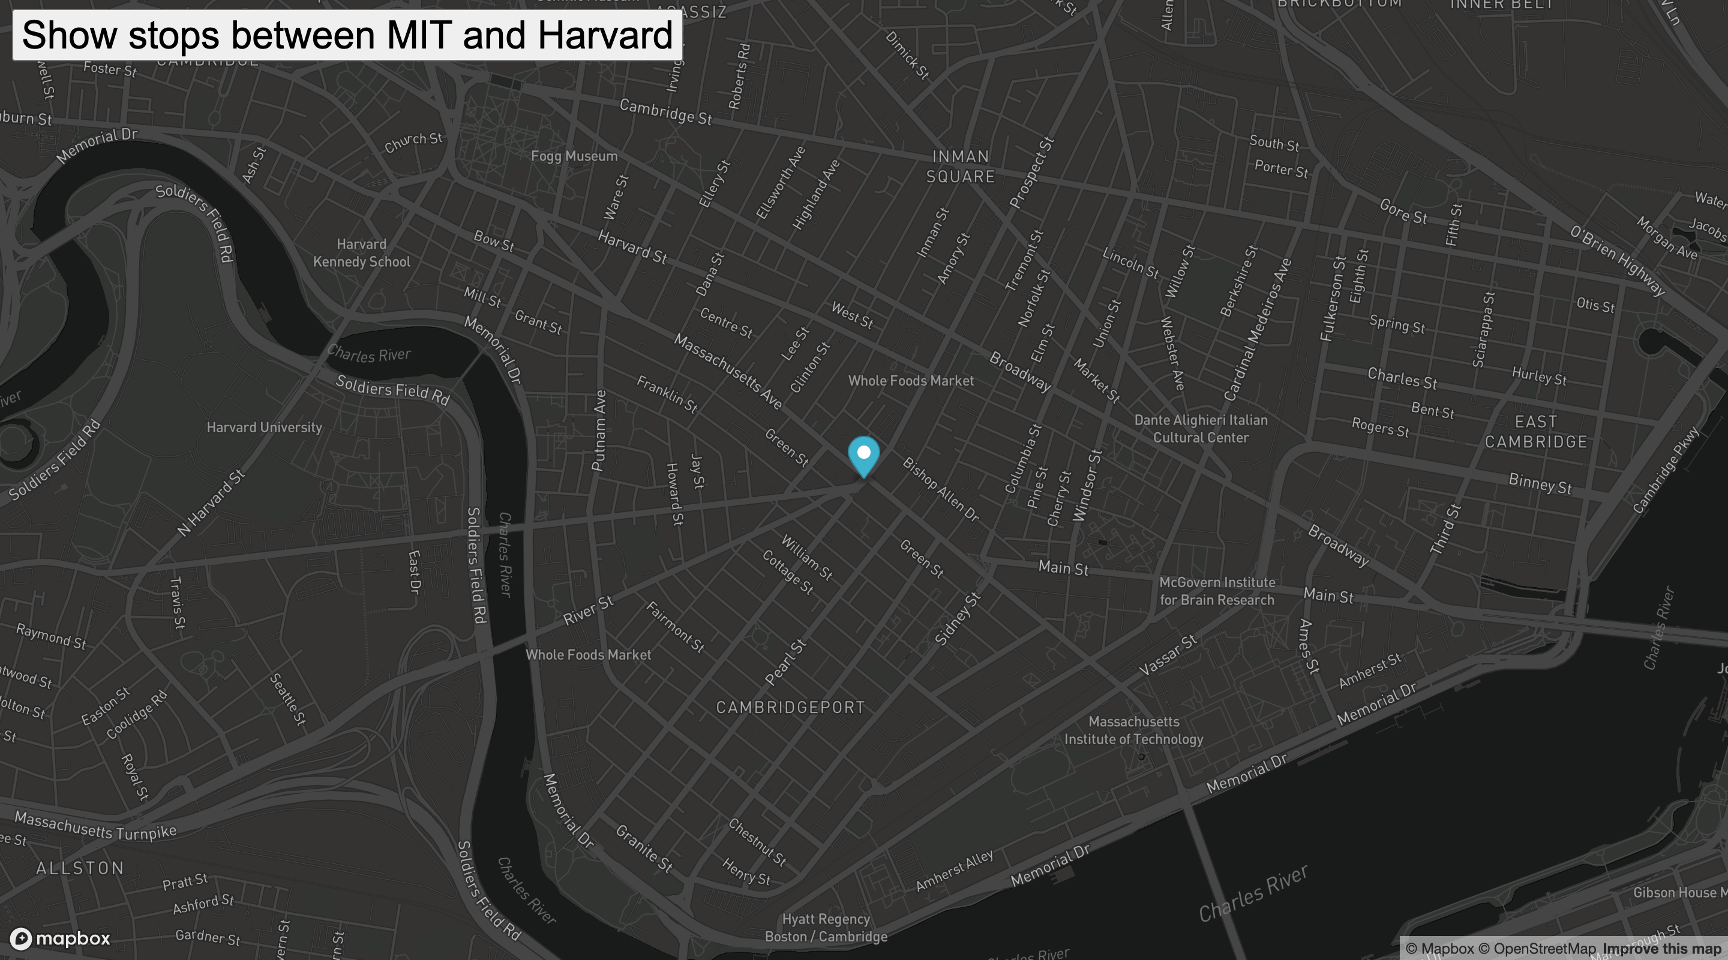 Show stops between MIT and Harvard
AGASSIZ
BRICKBOTTOM
INNER BELT
CAMBRIDGE
Foster St
Irving
Roberts Rd
Dimick St
Allen
Cambridge St
Memorial Dr
Church St
Ash St
Fogg Museum
INMAN
SQUARE
Prospect St
South St
Porter St
Soldiers Field Rd
Ware St
Ellery St
Ellsworth Ave
Highland Ave
Gore St
Fifth St
O'Brien Highway
Morgan Ave
Water
Jacobs
Harvard
Kennedy School
Bow St
Harvard St
Dana St
Inman St
Amory St
Tremont St
Norfolk St
Lincoln St
Willow St
Berkshire St
Cardinal Medeiros Ave
Fulkerson St
Eighth St
Otis St
Mill St
Grant St
Centre St
Lee St
Clinton St
West St
Elm St
Union St
Webster Ave
Spring St
Sciarappa St
Charles River
Memorial Dr
Massachusetts Ave
Broadway
Market St
Whole Foods Market
Charles St
Hurley St
Soldiers Field Rd
Franklin St
Putnam Ave
Bent St
Rogers St
EAST
CAMBRIDGE
Dante Alighieri Italian
Cultural Center
Harvard University
Green St
Soldiers Field Rd
Jay St
Howard St
Bishop Allen Dr
Columbia St
Pine St
Cherry St
Windsor St
Binney St
Cambridge Pkwy
N Harvard St
Soldiers Field Rd
Charles River
Third St
Broadway
East Dr
Travis St
William St
Cottage St
Green St
Main St
McGovern Institute
for Brain Research
Main St
Charles River
River St
Fairmont St
Sidney St
Raymond St
Whole Foods Market
Pearl St
Vassar St
Ames St
Amherst St
Easton St
Coolidge Rd
Seattle St
CAMBRIDGEPORT
Memorial Dr
Massachusetts
Institute of Technology
Royal St
Memorial Dr
Memorial Dr
Massachusetts Turnpike
Granite St
Chestnut St
Henry St
ALLSTON
Soldiers Field Rd
Charles River
Amherst Alley
Memorial Dr
Pratt St
Ashford St
Gardner St
Charles River
Gibson House M
Hyatt Regency
Boston / Cambridge
Charles River
mapbox
© Mapbox © OpenStreetMap Improve this map